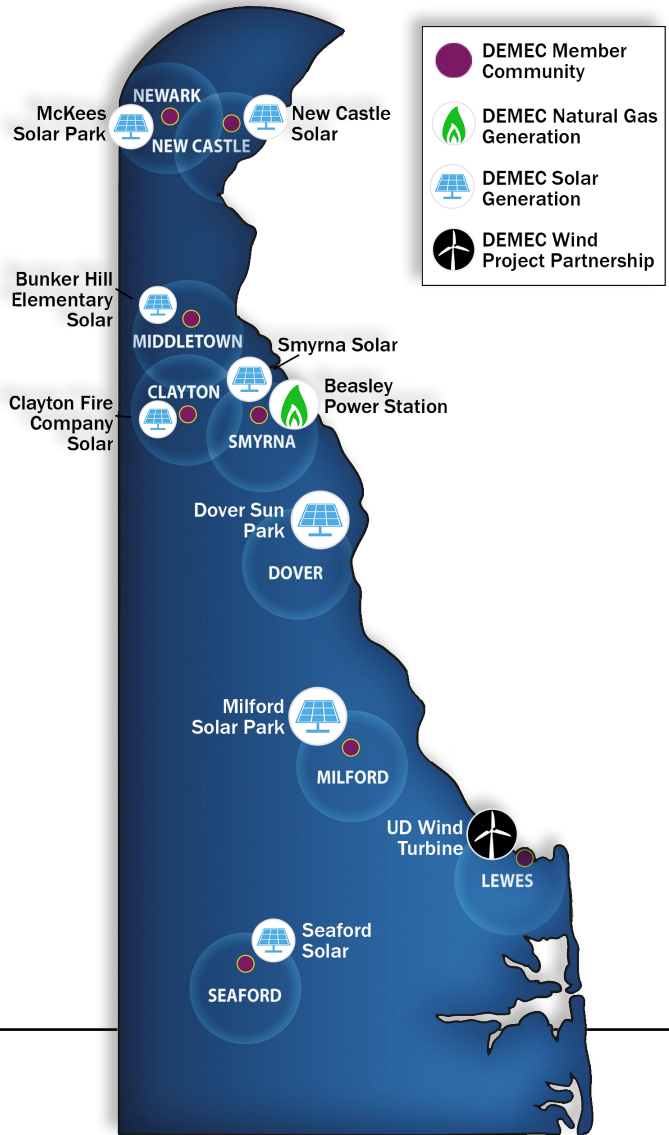 DEMEC Member
Community
DEMEC Natural Gas
Generation
DEMEC Solar
Generation
DEMEC Wind
Project Partnership
NEWARK
McKees
Solar Park
New Castle
Solar
NEW CASTLE
Bunker Hill
Elementary
Solar
MIDDLETOWN
Smyrna Solar
CLAYTON
Beasley
Power Station
Clayton Fire
Company
Solar
SMYRNA
Dover Sun
Park
DOVER
Milford
Solar Park
MILFORD
UD Wind
Turbine
LEWES
Seaford
Solar
SEAFORD